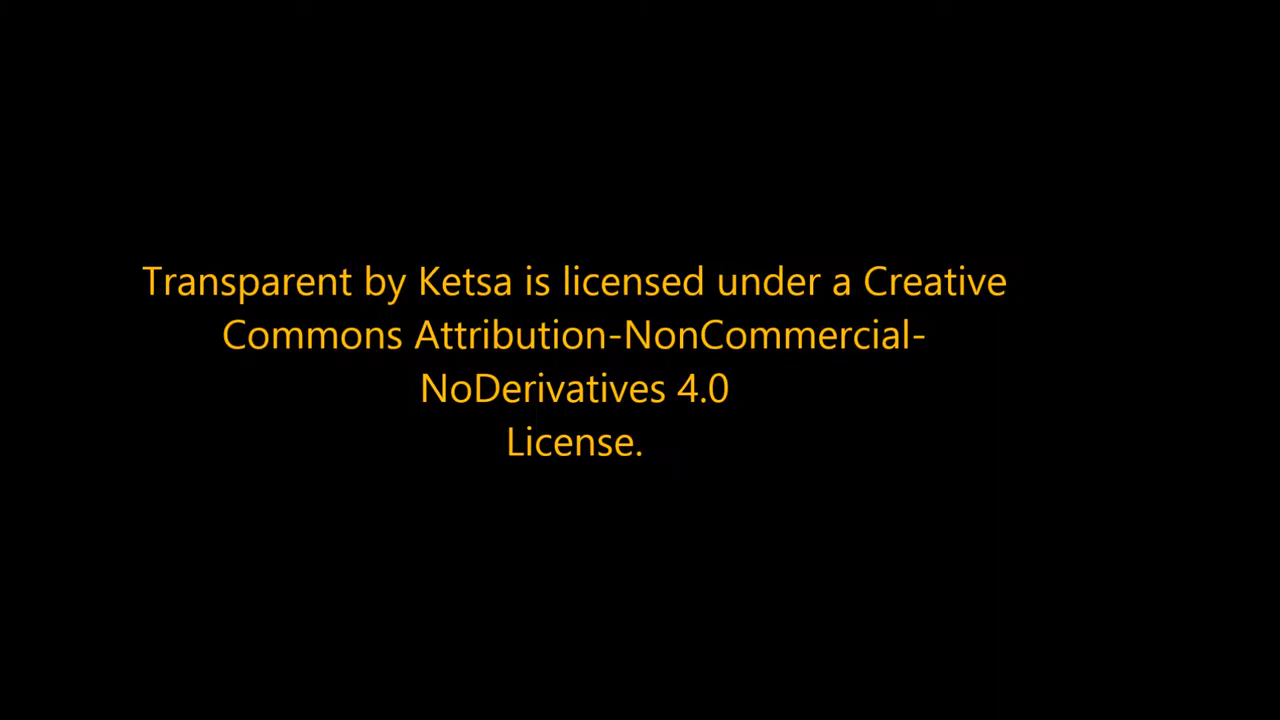 Transparent by Ketsa is licensed under a Creative
Commons Attribution-NonCommercial-
NoDerivatives 4.0
License.